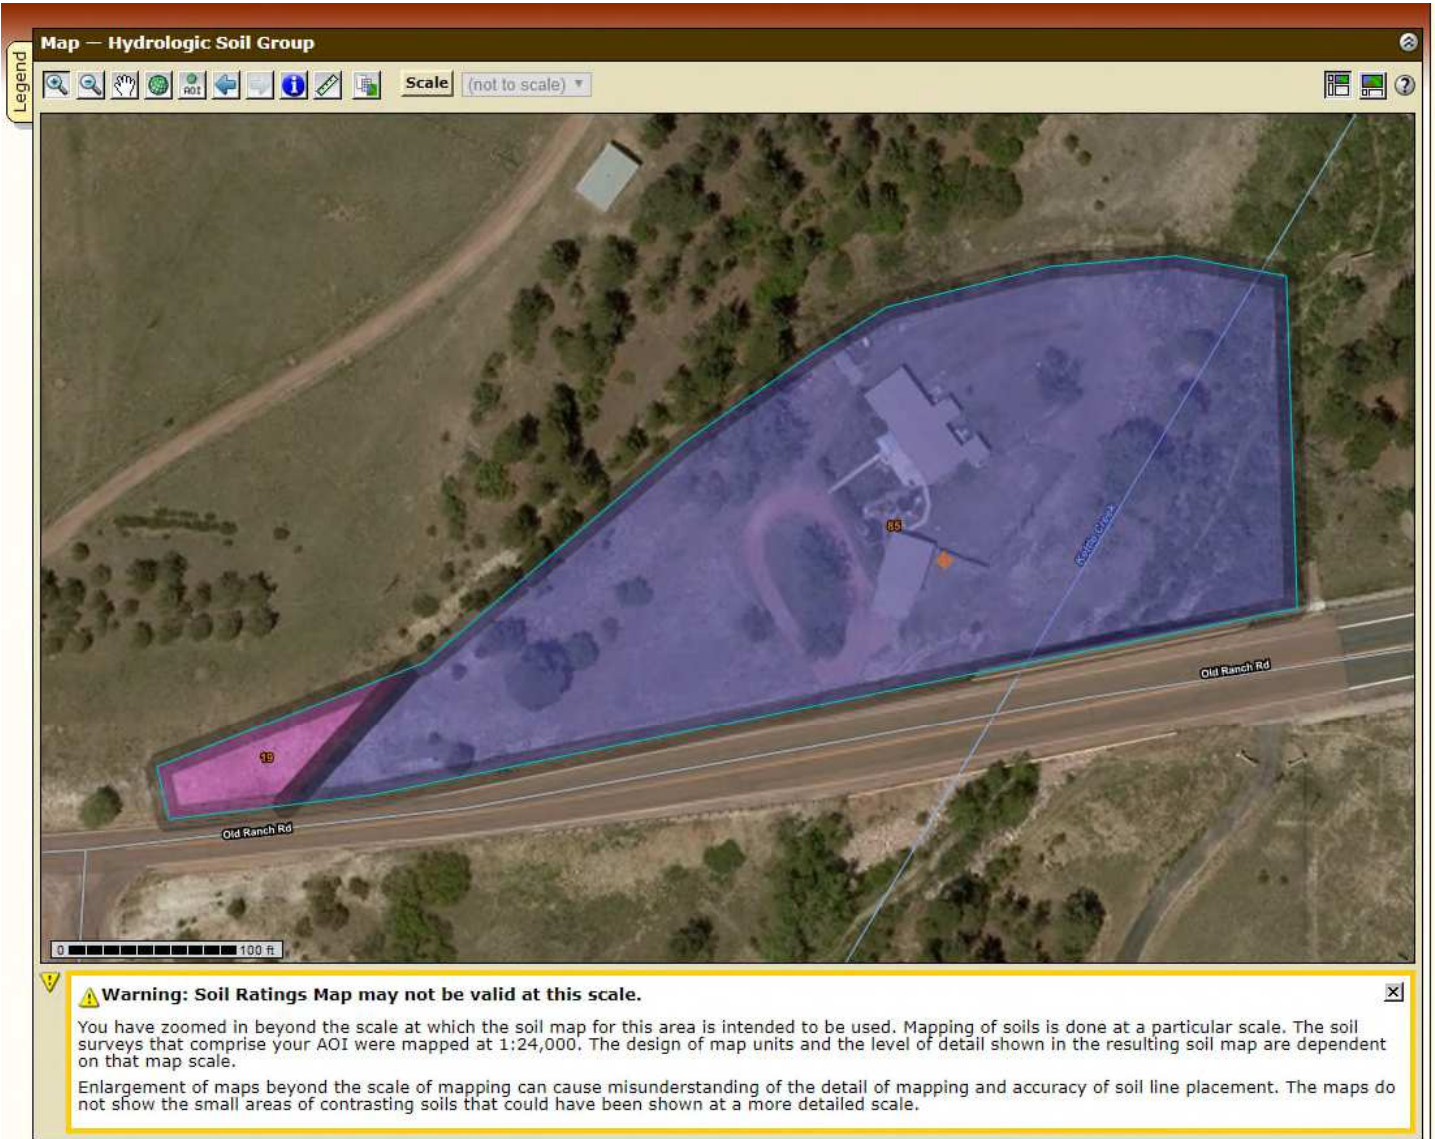 Legend
Map — Hydrologic Soil Group
AOI
Scale
(not to scale)
85
Kettle Creek
Old Ranch Rd
19
Old Ranch Rd
0 100 ft
Warning: Soil Ratings Map may not be valid at this scale.
You have zoomed in beyond the scale at which the soil map for this area is intended to be used. Mapping of soils is done at a particular scale. The soil
surveys that comprise your AOI were mapped at 1:24,000. The design of map units and the level of detail shown in the resulting soil map are dependent
on that map scale.
Enlargement of maps beyond the scale of mapping can cause misunderstanding of the detail of mapping and accuracy of soil line placement. The maps do
not show the small areas of contrasting soils that could have been shown at a more detailed scale.